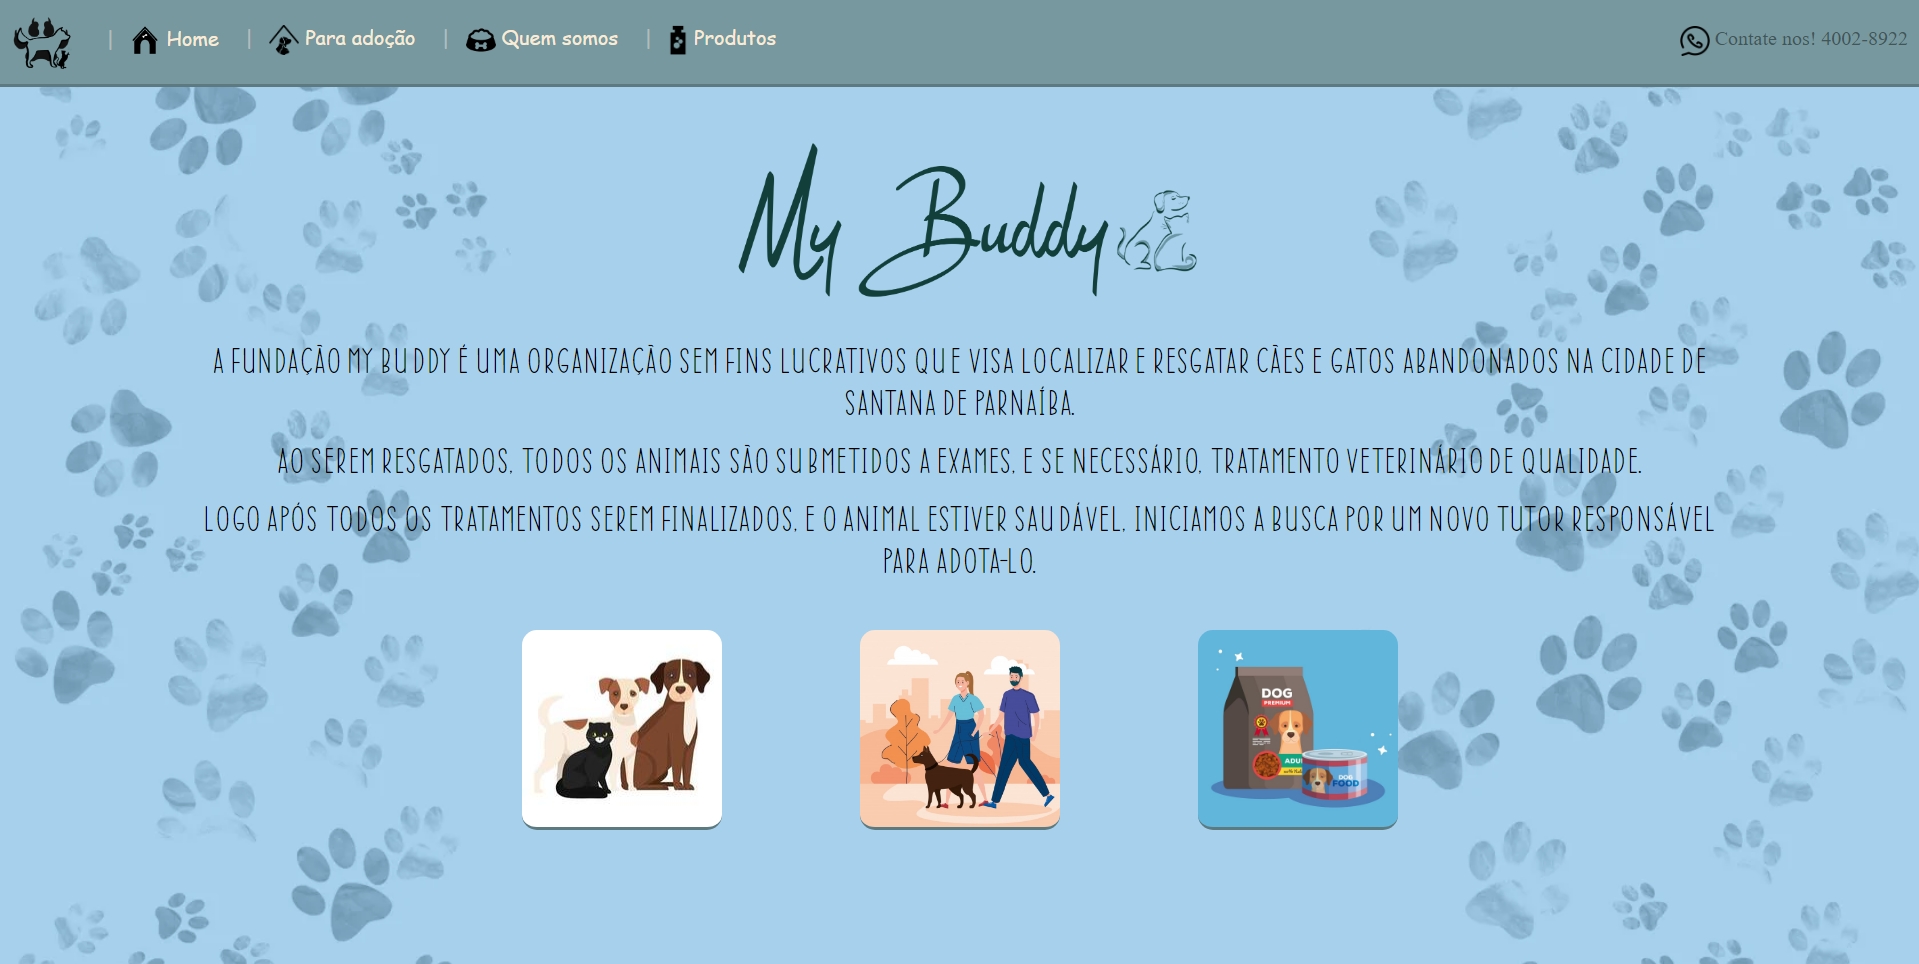 | Home | Para adoção | Quem somos | Produtos Contate nos! 4002-8922
My Buddy
A FUNDAÇÃO MY BUDDY É UMA ORGANIZAÇÃO SEM FINS LUCRATIVOS QUE VISA LOCALIZAR E RESGATAR CÃES E GATOS ABANDONADOS NA CIDADE DE
SANTANA DE PARNAÍBA.
AO SEREM RESGATADOS, TODOS OS ANIMAIS SÃO SUBMETIDOS A EXAMES, E SE NECESSÁRIO, TRATAMENTO VETERINÁRIO DE QUALIDADE.
LOGO APÓS TODOS OS TRATAMENTOS SEREM FINALIZADOS, E O ANIMAL ESTIVER SAUDÁVEL, INICIAMOS A BUSCA POR UM NOVO TUTOR RESPONSÁVEL
PARA ADOTA-LO.
DOG
PREMIUM
ADU
DOG
FOOD